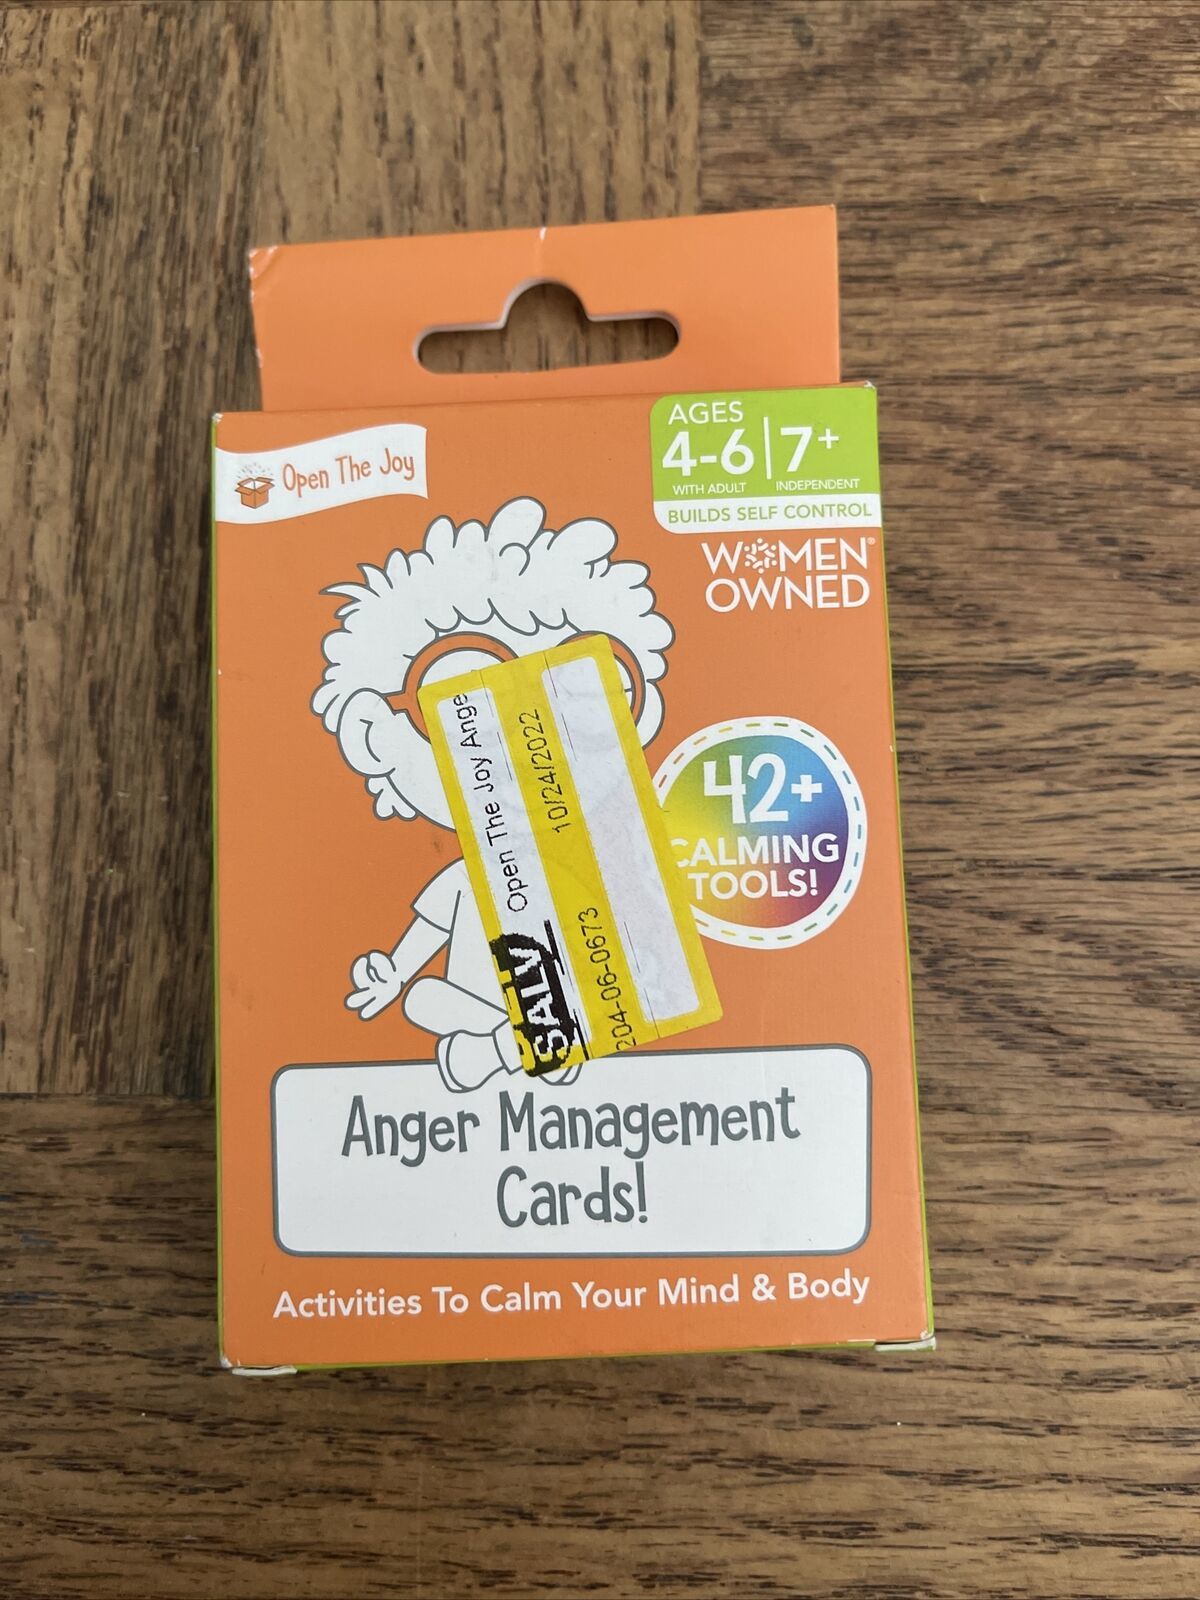 Open The Joy
AGES
4-6 7+
WITH ADULT INDEPENDENT
BUILDS SELF CONTROL
WOMEN®
OWNED
42+
CALMING
TOOLS!
Open The Joy Ange
10/24/2022
204-06-0673
SALV
Anger Management
Cards!
Activities To Calm Your Mind & Body